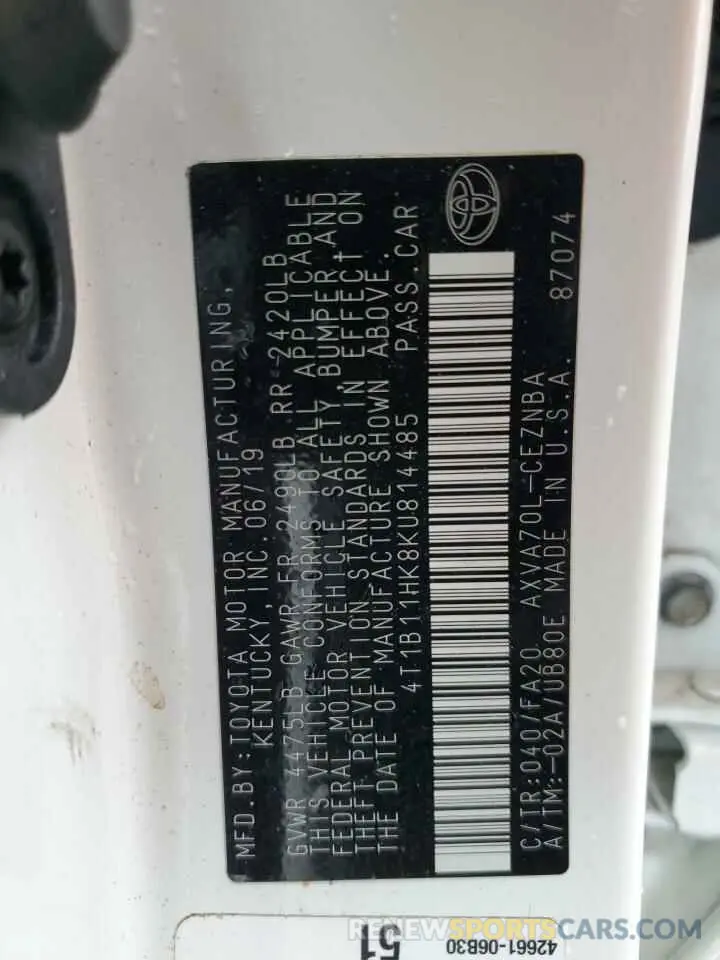 MFD.BY:TOYOTA MOTOR MANUFACTURING,
KENTUCKY, INC. 06/19
GVWR 4475LB GAWR FR 2490LB RR 2420LB
THIS VEHICLE CONFORMS TO ALL APPLICABLE
FEDERAL MOTOR VEHICLE SAFETY, BUMPER, AND
THEFT PREVENTION STANDARDS IN EFFECT ON
THE DATE OF MANUFACTURE SHOWN ABOVE.
4T1B11HK8KU814485 PASS.CAR
C/TR:040/FA20 AXVA70L-CEZNBA
A/TM:-02A/UB80E MADE IN U.S.A. 87074
51
42661-06B30
RENEWSPORTSCARS.COM